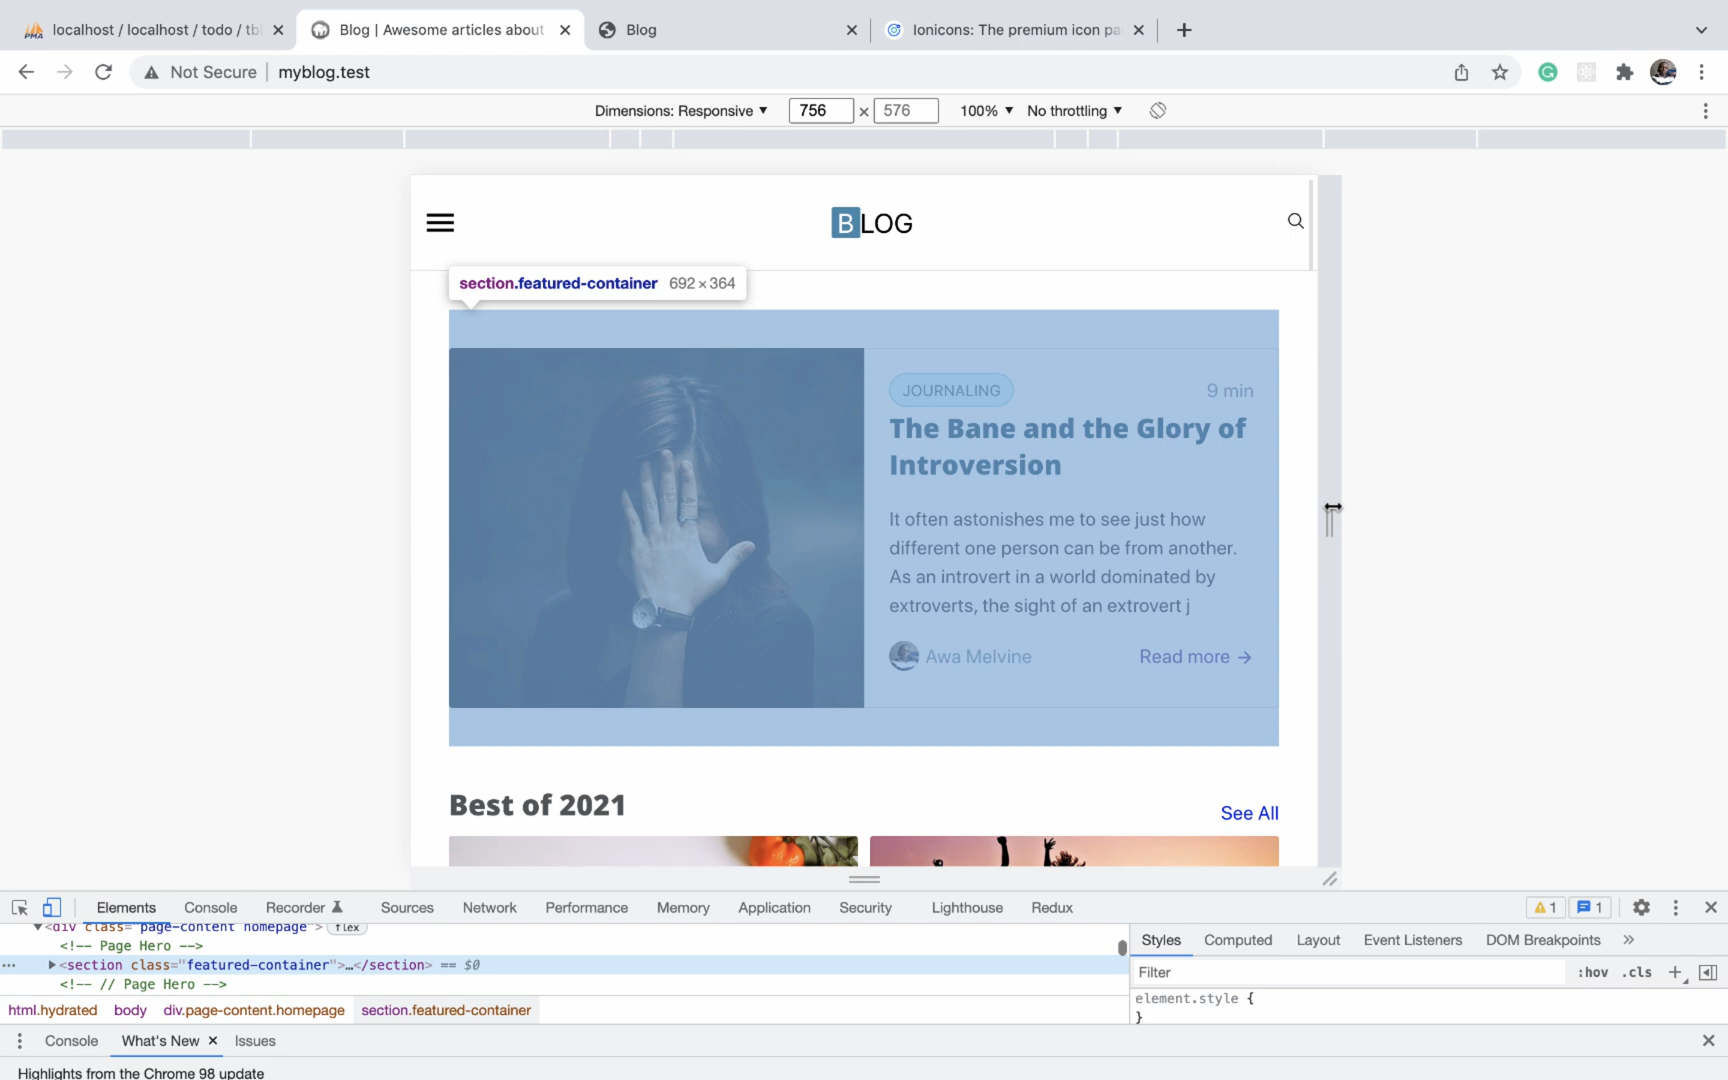 localhost / localhost / todo / tb
Blog | Awesome articles about
Blog
Ionicons: The premium icon pa
Not Secure
myblog.test
Dimensions: Responsive
756 × 576
100%
No throttling
BLOG
section.featured-container 692 × 364
JOURNALING
9 min
The Bane and the Glory of
Introversion
It often astonishes me to see just how
different one person can be from another.
As an introvert in a world dominated by
extroverts, the sight of an extrovert j
Awa Melvine
Read more →
Best of 2021
See All
Elements
Console
Recorder
Sources
Network
Performance
Memory
Application
Security
Lighthouse
Redux
1
1
<div class="page-content homepage"> flex
<!-- Page Hero -->
<section class="featured-container">…</section> == $0
<!-- // Page Hero -->
html.hydrated
body
div.page-content.homepage
section.featured-container
Styles
Computed
Layout
Event Listeners
DOM Breakpoints
Filter
:hov
.cls
element.style {
}
Console
What's New
Issues
Highlights from the Chrome 98 update